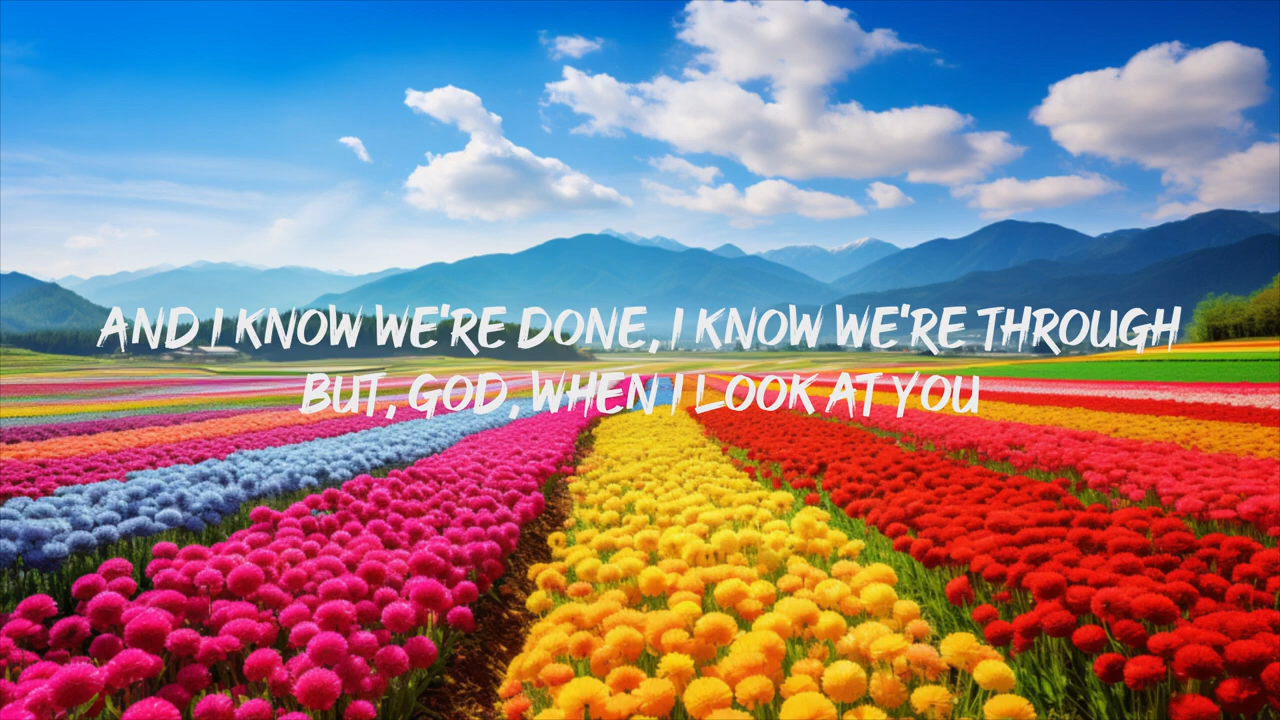 AND I KNOW WE'RE DONE, I KNOW WE'RE THROUGH
BUT, GOD, WHEN I LOOK AT YOU